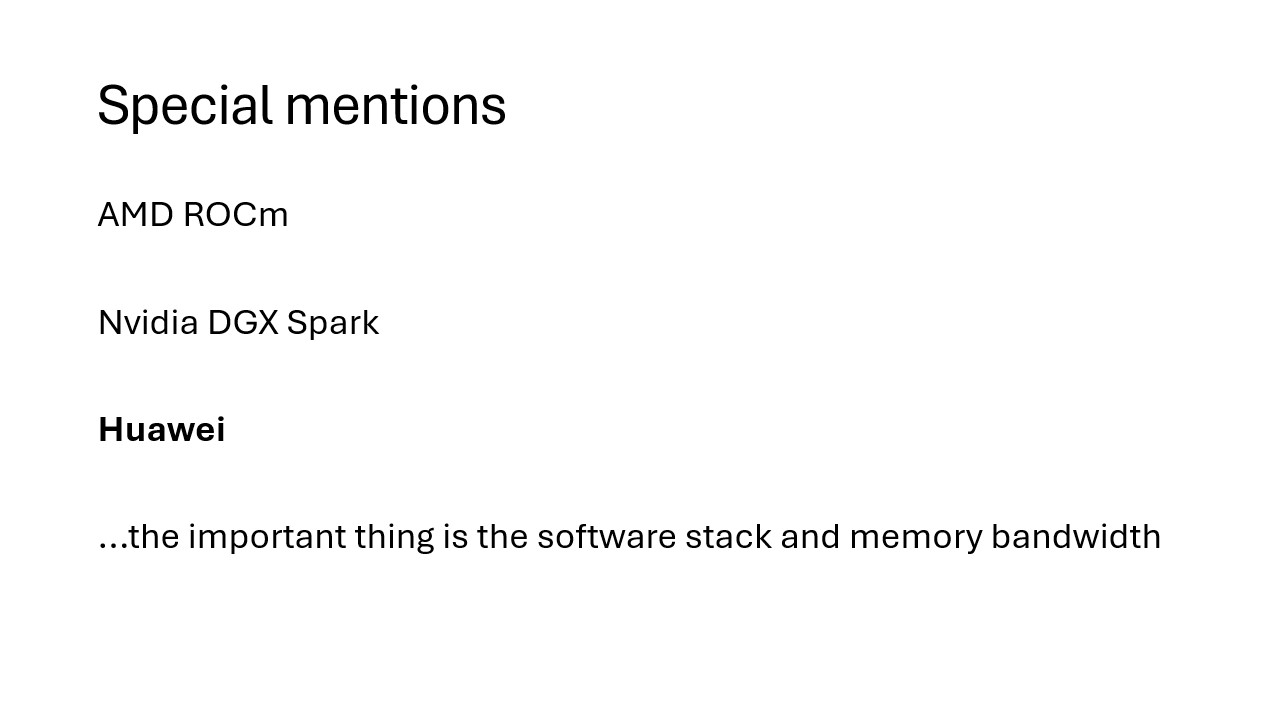 Special mentions
AMD ROCm
Nvidia DGX Spark
Huawei
…the important thing is the software stack and memory bandwidth